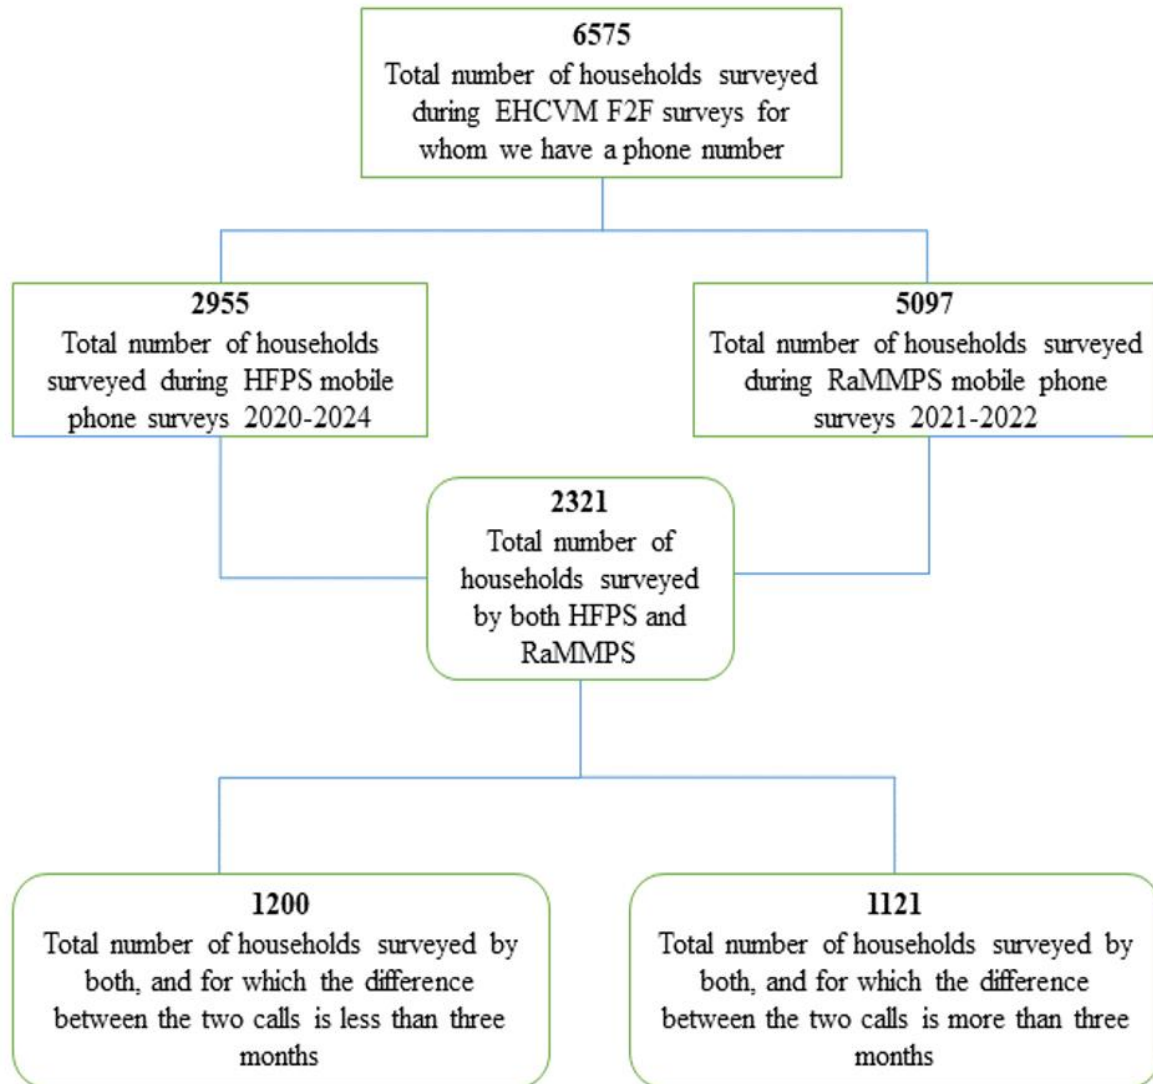 6575
Total number of households surveyed
during EHCVM F2F surveys for
whom we have a phone number
2955
Total number of households
surveyed during HFPS mobile
phone surveys 2020-2024
5097
Total number of households surveyed
during RaMMPS mobile phone
surveys 2021-2022
2321
Total number of
households surveyed
by both HFPS and
RaMMPS
1200
Total number of households surveyed by
both, and for which the difference
between the two calls is less than three
months
1121
Total number of households surveyed by
both, and for which the difference
between the two calls is more than three
months